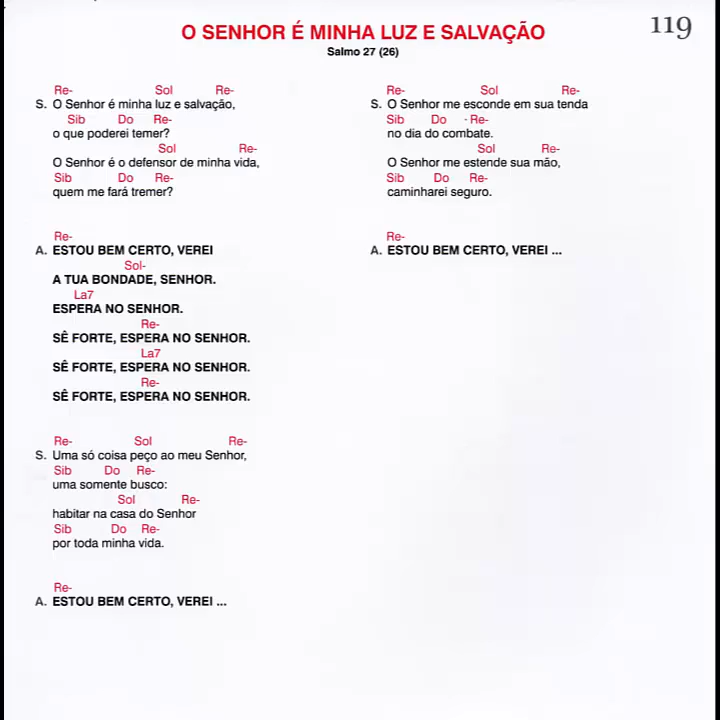 O SENHOR É MINHA LUZ E SALVAÇÃO
119
Salmo 27 (26)
Re- Sol Re-
S. O Senhor é minha luz e salvação,
Sib Do Re-
o que poderei temer?
Sol Re-
O Senhor é o defensor de minha vida,
Sib Do Re-
quem me fará tremer?
Re-
A. ESTOU BEM CERTO, VEREI
Sol-
A TUA BONDADE, SENHOR.
La7
ESPERA NO SENHOR.
Re-
SÊ FORTE, ESPERA NO SENHOR.
La7
SÊ FORTE, ESPERA NO SENHOR.
Re-
SÊ FORTE, ESPERA NO SENHOR.
Re- Sol Re-
S. Uma só coisa peço ao meu Senhor,
Sib Do Re-
uma somente busco:
Sol Re-
habitar na casa do Senhor
Sib Do Re-
por toda minha vida.
Re-
A. ESTOU BEM CERTO, VEREI ...
Re- Sol Re-
S. O Senhor me esconde em sua tenda
Sib Do - Re-
no dia do combate.
Sol Re-
O Senhor me estende sua mão,
Sib Do Re-
caminharei seguro.
Re-
A. ESTOU BEM CERTO, VEREI ...